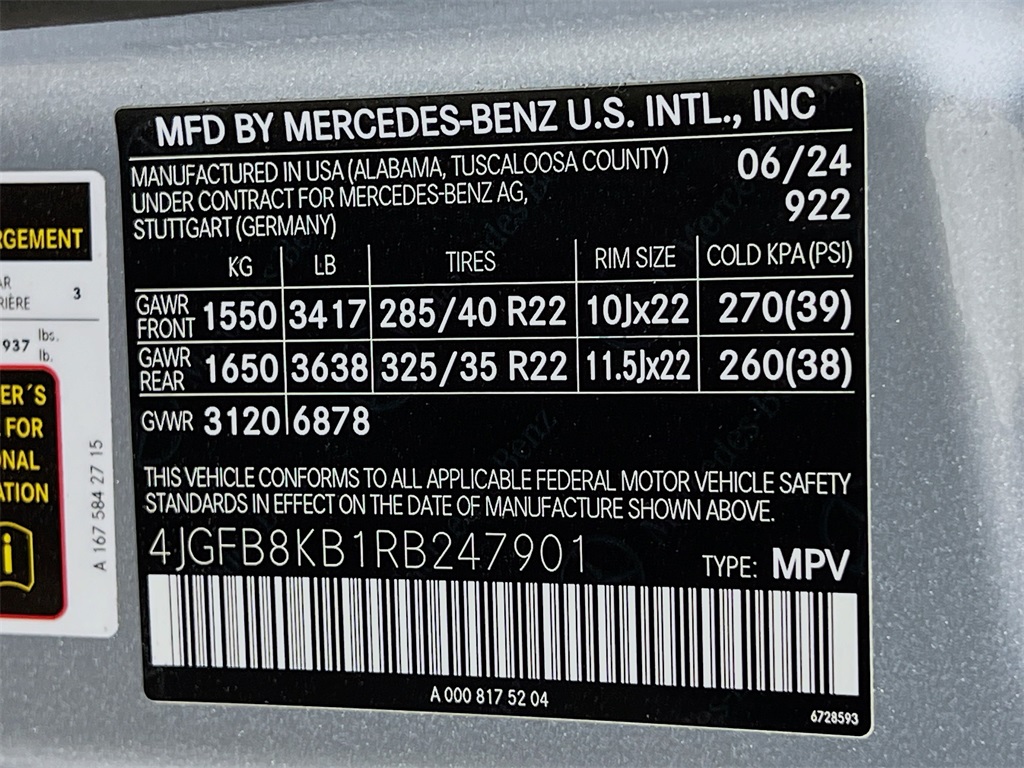 MFD BY MERCEDES-BENZ U.S. INTL., INC
MANUFACTURED IN USA (ALABAMA, TUSCALOOSA COUNTY)
UNDER CONTRACT FOR MERCEDES-BENZ AG,
STUTTGART (GERMANY)
06/24
922
KG LB TIRES RIM SIZE COLD KPA (PSI)
GAWR FRONT 1550 3417 285/40 R22 10Jx22 270(39)
GAWR REAR 1650 3638 325/35 R22 11.5Jx22 260(38)
GVWR 3120 6878
THIS VEHICLE CONFORMS TO ALL APPLICABLE FEDERAL MOTOR VEHICLE SAFETY
STANDARDS IN EFFECT ON THE DATE OF MANUFACTURE SHOWN ABOVE.
4JGFB8KB1RB247901
TYPE: MPV
A 000 817 52 04
6728593
RGEMENT
AR
RIÈRE 3
937 lbs.
lb.
ER´S
FOR
NAL
ATION
i
A 167 584 27 15